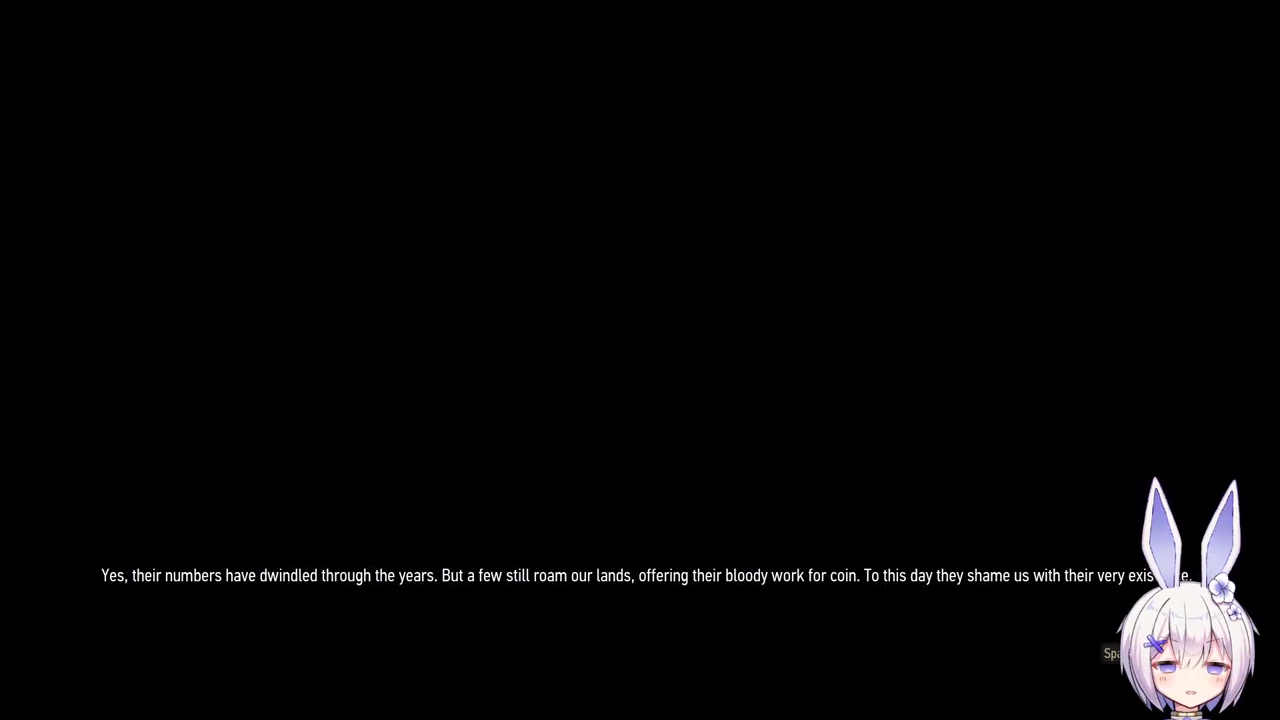 Yes, their numbers have dwindled through the years. But a few still roam our lands, offering their bloody work for coin. To this day they shame us with their very